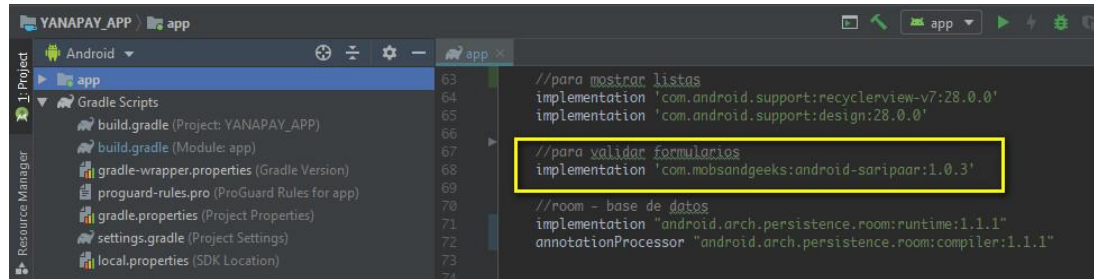 YANAPAY_APP app
app
1: Project
Resource Manager
Android
app
app
Gradle Scripts
build.gradle (Project: YANAPAY_APP)
build.gradle (Module: app)
gradle-wrapper.properties (Gradle Version)
proguard-rules.pro (ProGuard Rules for app)
gradle.properties (Project Properties)
settings.gradle (Project Settings)
local.properties (SDK Location)
63 //para mostrar listas
64 implementation 'com.android.support:recyclerview-v7:28.0.0'
65 implementation 'com.android.support:design:28.0.0'
66
67 //para validar formularios
68 implementation 'com.mobsandgeeks:android-saripaar:1.0.3'
69
70 //room - base de datos
71 implementation "android.arch.persistence.room:runtime:1.1.1"
72 annotationProcessor "android.arch.persistence.room:compiler:1.1.1"
73
74